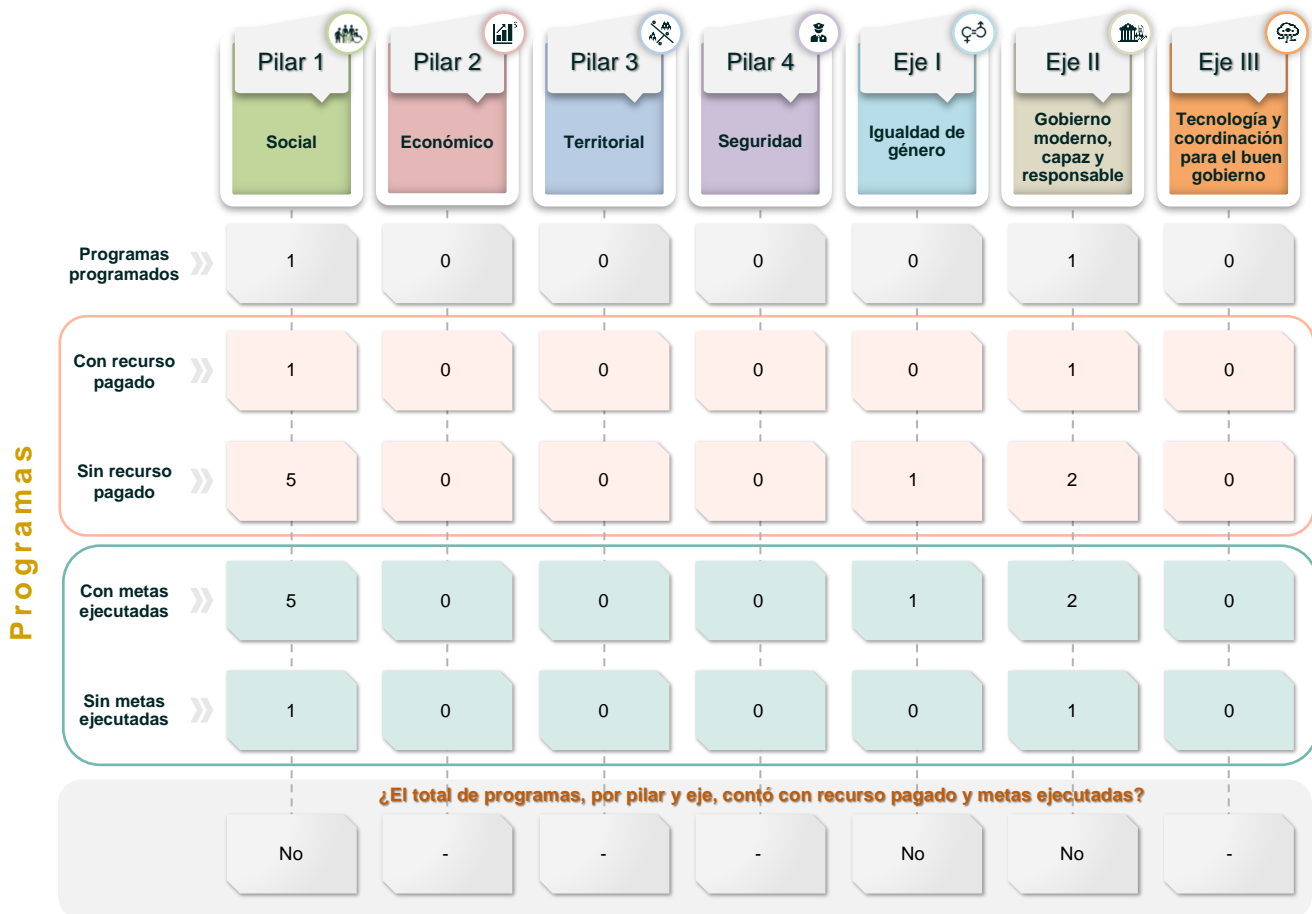 Pilar 1
Pilar 2
Pilar 3
Pilar 4
Eje I
Eje II
Eje III
Social
Económico
Territorial
Seguridad
Igualdad de
género
Gobierno
moderno,
capaz y
responsable
Tecnología y
coordinación
para el buen
gobierno
Programas
Programas
programados
1 0 0 0 0 1 0
Con recurso
pagado
1 0 0 0 0 1 0
Sin recurso
pagado
5 0 0 0 1 2 0
Con metas
ejecutadas
5 0 0 0 1 2 0
Sin metas
ejecutadas
1 0 0 0 0 1 0
¿El total de programas, por pilar y eje, contó con recurso pagado y metas ejecutadas?
No - - - No No -